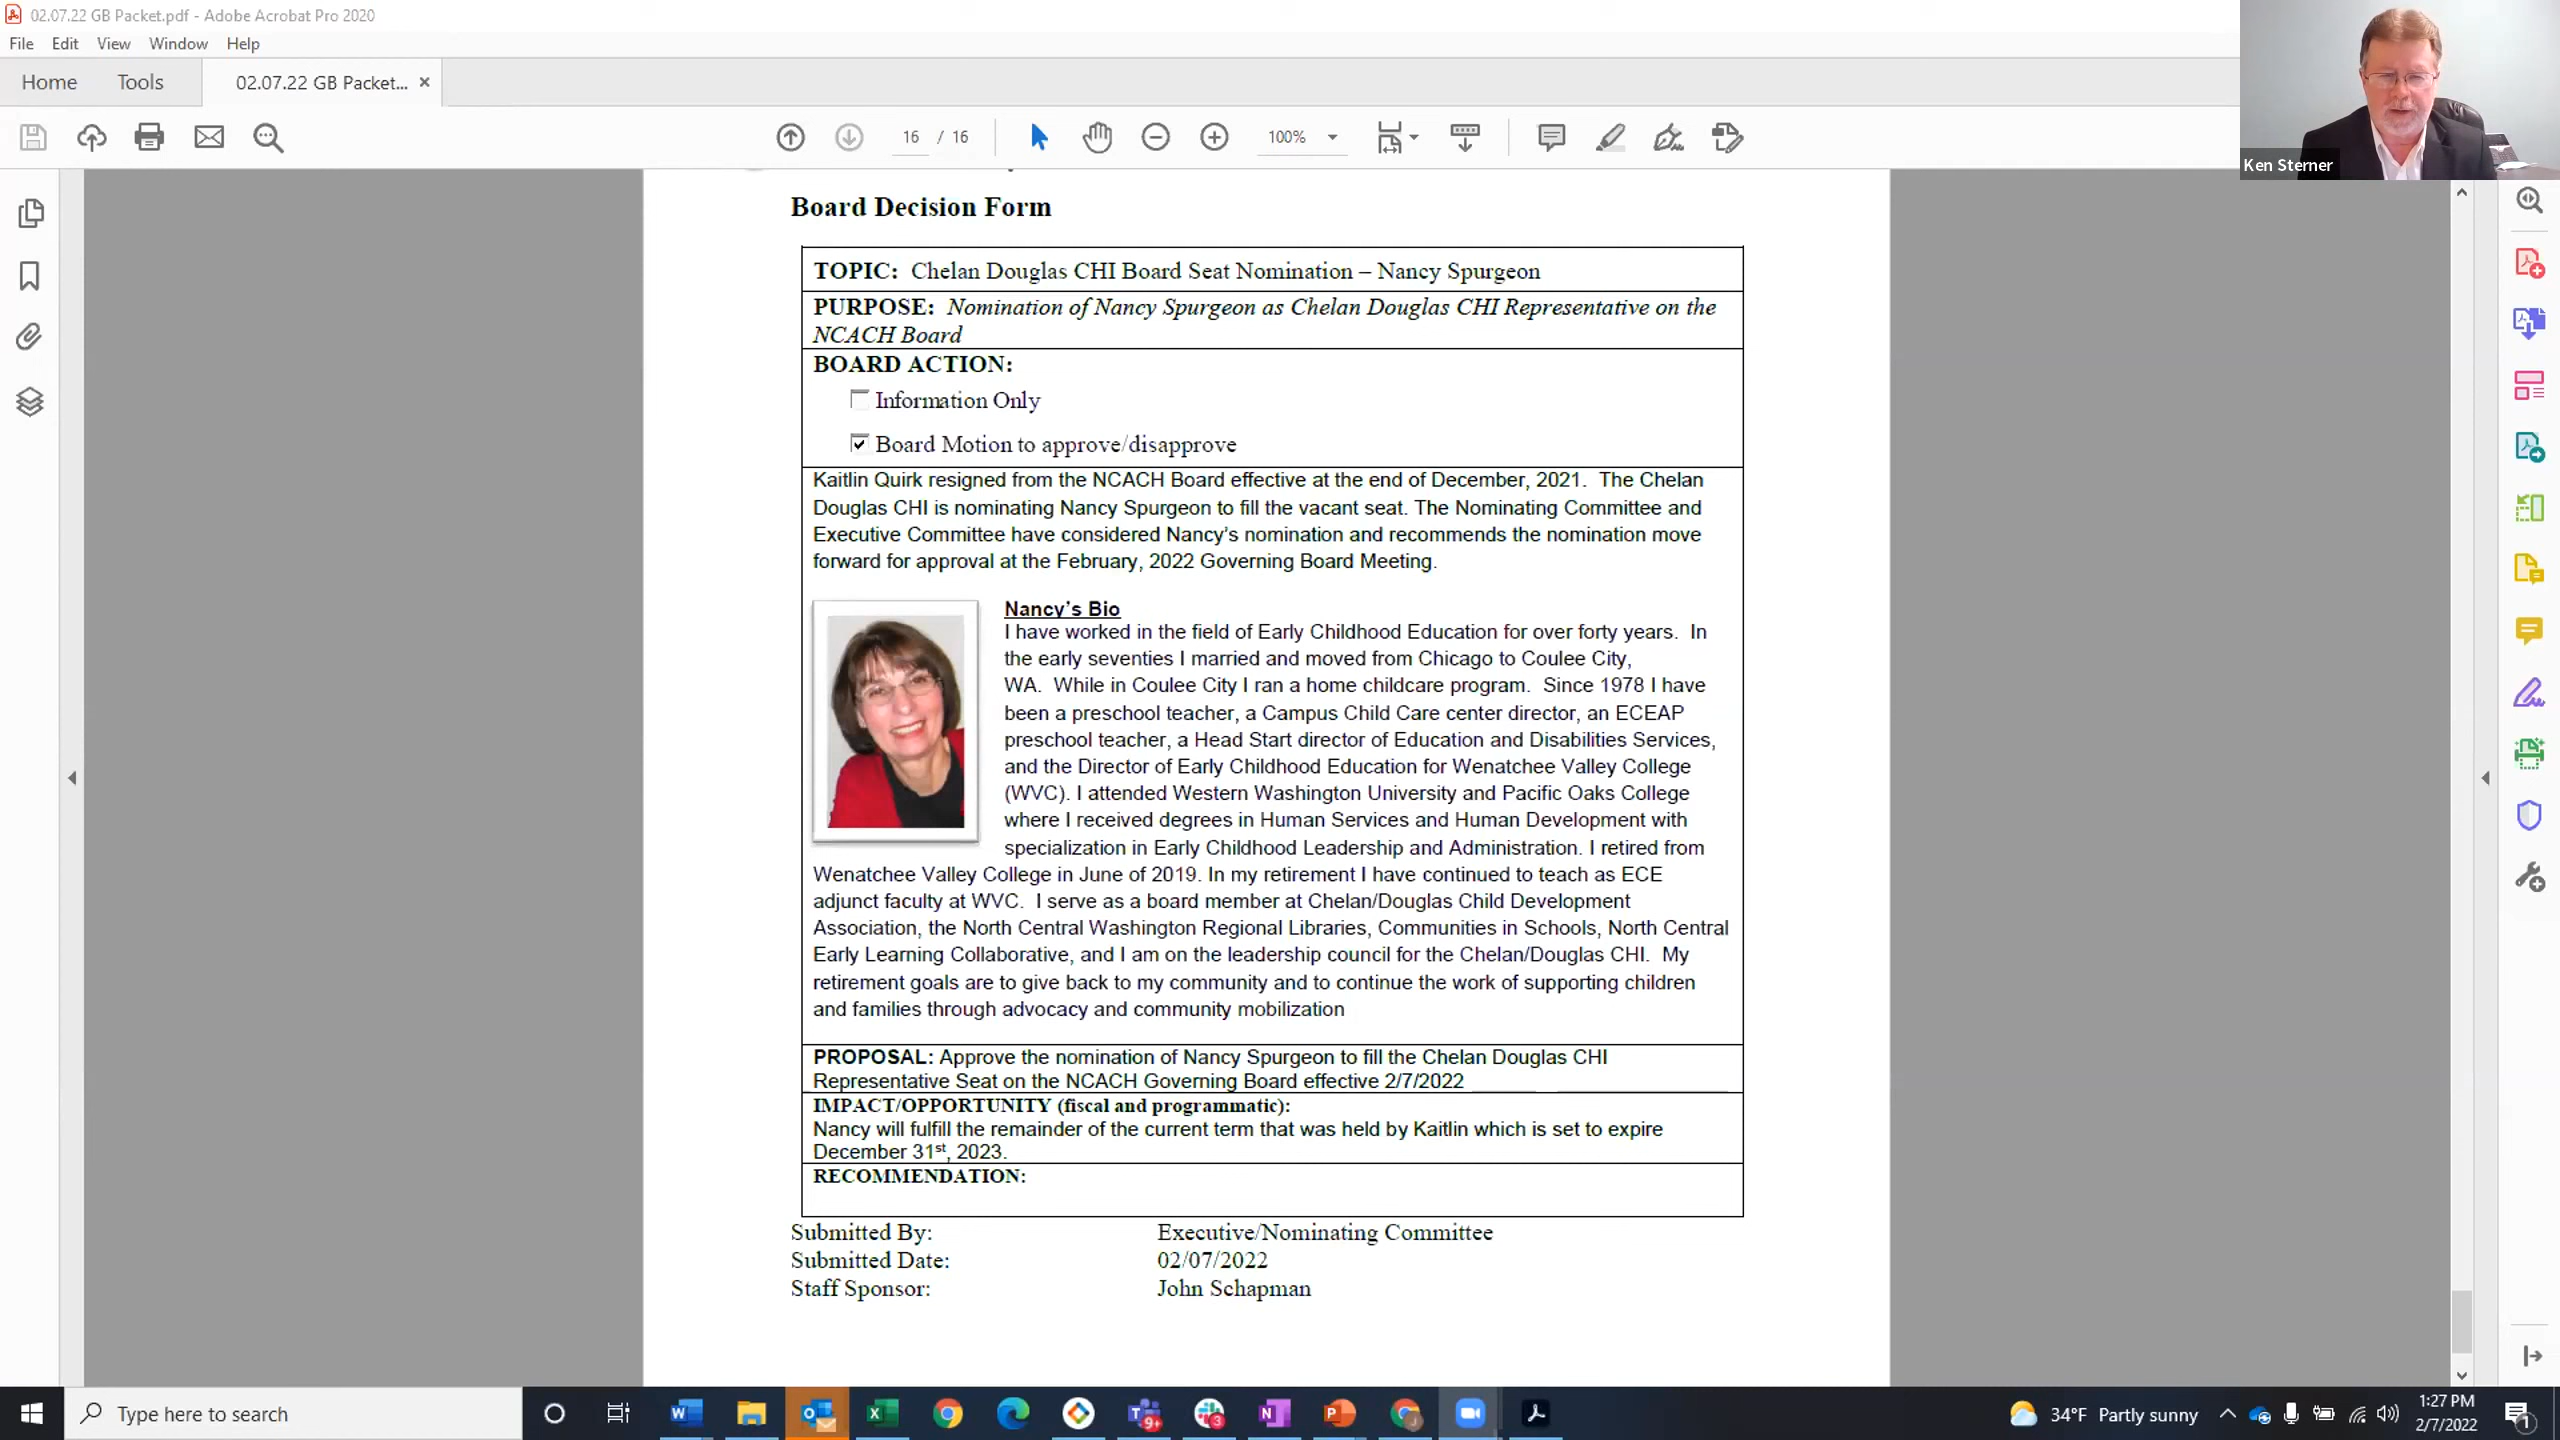 02.07.22 GB Packet.pdf - Adobe Acrobat Pro 2020
File Edit View Window Help
Home Tools 02.07.22 GB Packet... ×
16 / 16 100%
Ken Sterner
Board Decision Form
TOPIC: Chelan Douglas CHI Board Seat Nomination – Nancy Spurgeon
PURPOSE: Nomination of Nancy Spurgeon as Chelan Douglas CHI Representative on the
NCACH Board
BOARD ACTION:
Information Only
Board Motion to approve/disapprove
Kaitlin Quirk resigned from the NCACH Board effective at the end of December, 2021. The Chelan
Douglas CHI is nominating Nancy Spurgeon to fill the vacant seat. The Nominating Committee and
Executive Committee have considered Nancy's nomination and recommends the nomination move
forward for approval at the February, 2022 Governing Board Meeting.
Nancy's Bio
I have worked in the field of Early Childhood Education for over forty years. In
the early seventies I married and moved from Chicago to Coulee City,
WA. While in Coulee City I ran a home childcare program. Since 1978 I have
been a preschool teacher, a Campus Child Care center director, an ECEAP
preschool teacher, a Head Start director of Education and Disabilities Services,
and the Director of Early Childhood Education for Wenatchee Valley College
(WVC). I attended Western Washington University and Pacific Oaks College
where I received degrees in Human Services and Human Development with
specialization in Early Childhood Leadership and Administration. I retired from
Wenatchee Valley College in June of 2019. In my retirement I have continued to teach as ECE
adjunct faculty at WVC. I serve as a board member at Chelan/Douglas Child Development
Association, the North Central Washington Regional Libraries, Communities in Schools, North Central
Early Learning Collaborative, and I am on the leadership council for the Chelan/Douglas CHI. My
retirement goals are to give back to my community and to continue the work of supporting children
and families through advocacy and community mobilization
PROPOSAL: Approve the nomination of Nancy Spurgeon to fill the Chelan Douglas CHI
Representative Seat on the NCACH Governing Board effective 2/7/2022
IMPACT/OPPORTUNITY (fiscal and programmatic):
Nancy will fulfill the remainder of the current term that was held by Kaitlin which is set to expire
December 31st, 2023.
RECOMMENDATION:
Submitted By: Executive/Nominating Committee
Submitted Date: 02/07/2022
Staff Sponsor: John Schapman
Type here to search
34°F Partly sunny
1:27 PM
2/7/2022